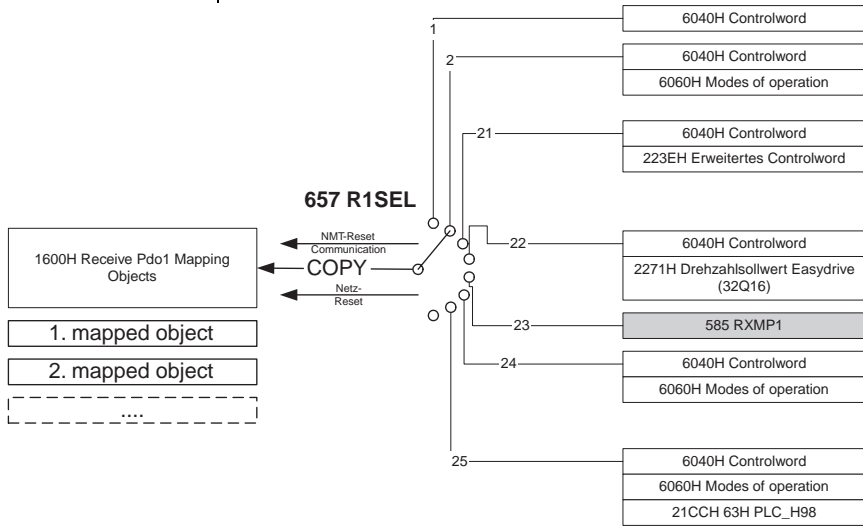 1
6040H Controlword
2
6040H Controlword
6060H Modes of operation
21
6040H Controlword
223EH Erweitertes Controlword
657 R1SEL
1600H Receive Pdo1 Mapping
Objects
NMT-Reset
Communication
COPY
Netz-
Reset
22
6040H Controlword
2271H Drehzahlsollwert Easydrive
(32Q16)
1. mapped object
23
585 RXMP1
2. mapped object
24
6040H Controlword
6060H Modes of operation
....
25
6040H Controlword
6060H Modes of operation
21CCH 63H PLC_H98